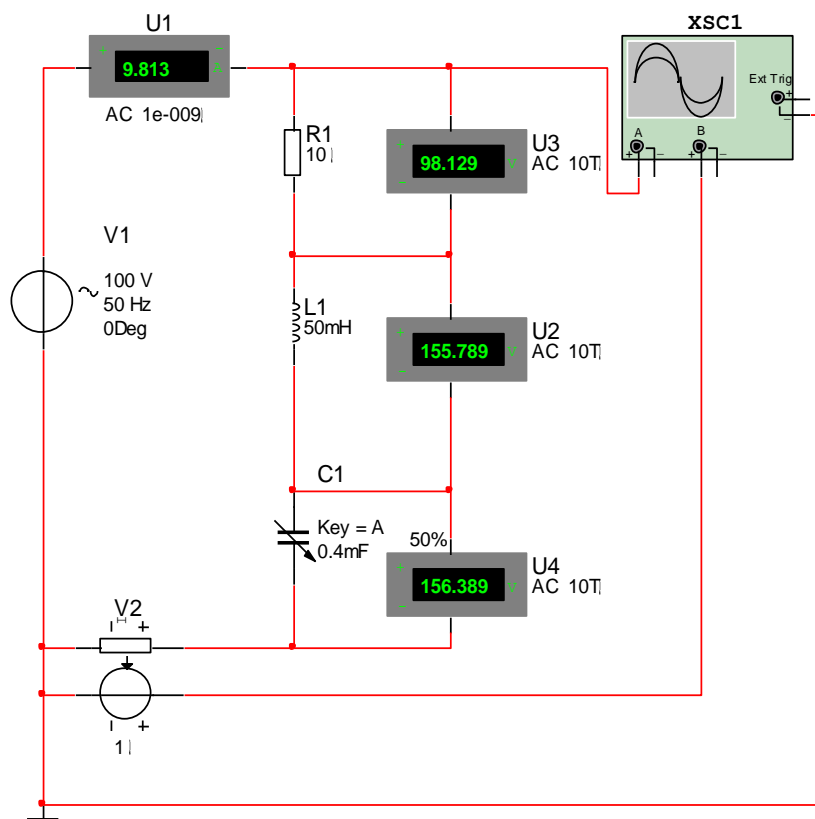 U1
XSC1
+
−
9.813
A
AC 1e-009
Ext Trig
+
−
A
B
+
−
+
−
R1
10
U3
+
98.129
V
−
AC 10T
V1
100 V
50 Hz
0Deg
L1
50mH
U2
+
155.789
V
−
AC 10T
C1
Key = A
0.4mF
50%
U4
+
156.389
V
−
AC 10T
V2
− +
− +
1